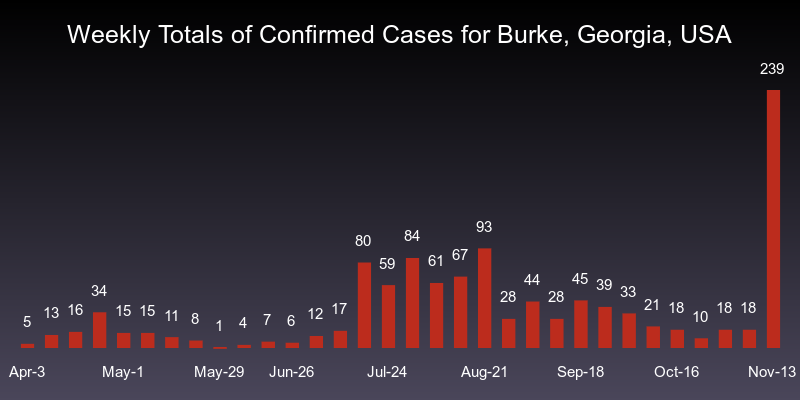 Weekly Totals of Confirmed Cases for Burke, Georgia, USA
5 13 16 34 15 15 11 8 1 4 7 6 12 17 80 59 84 61 67 93 28 44 28 45 39 33 21 18 10 18 18 239
Apr-3 May-1 May-29 Jun-26 Jul-24 Aug-21 Sep-18 Oct-16 Nov-13